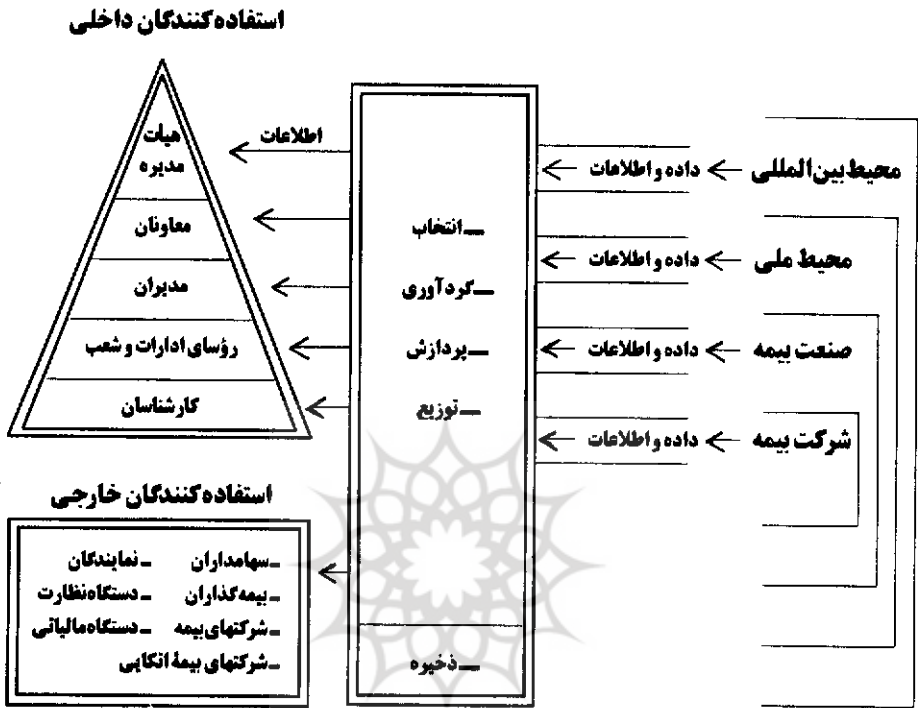 استفاده‌کنندگان داخلی
هیات
مدیره
معاونان
مدیران
رؤسای ادارات و شعب
کارشناسان
اطلاعات
ـ انتخاب
ـ گردآوری
ـ پردازش
ـ توزیع
ـ ذخیره
محیط بین‌المللی ← داده و اطلاعات ←
محیط ملی ← داده و اطلاعات ←
صنعت بیمه ← داده و اطلاعات ←
شرکت بیمه ← داده و اطلاعات ←
استفاده‌کنندگان خارجی
ـ سهامداران ـ نمایندگان
ـ بیمه‌گذاران ـ دستگاه نظارت
ـ شرکتهای بیمه ـ دستگاه مالیاتی
ـ شرکتهای بیمهٔ اتکایی